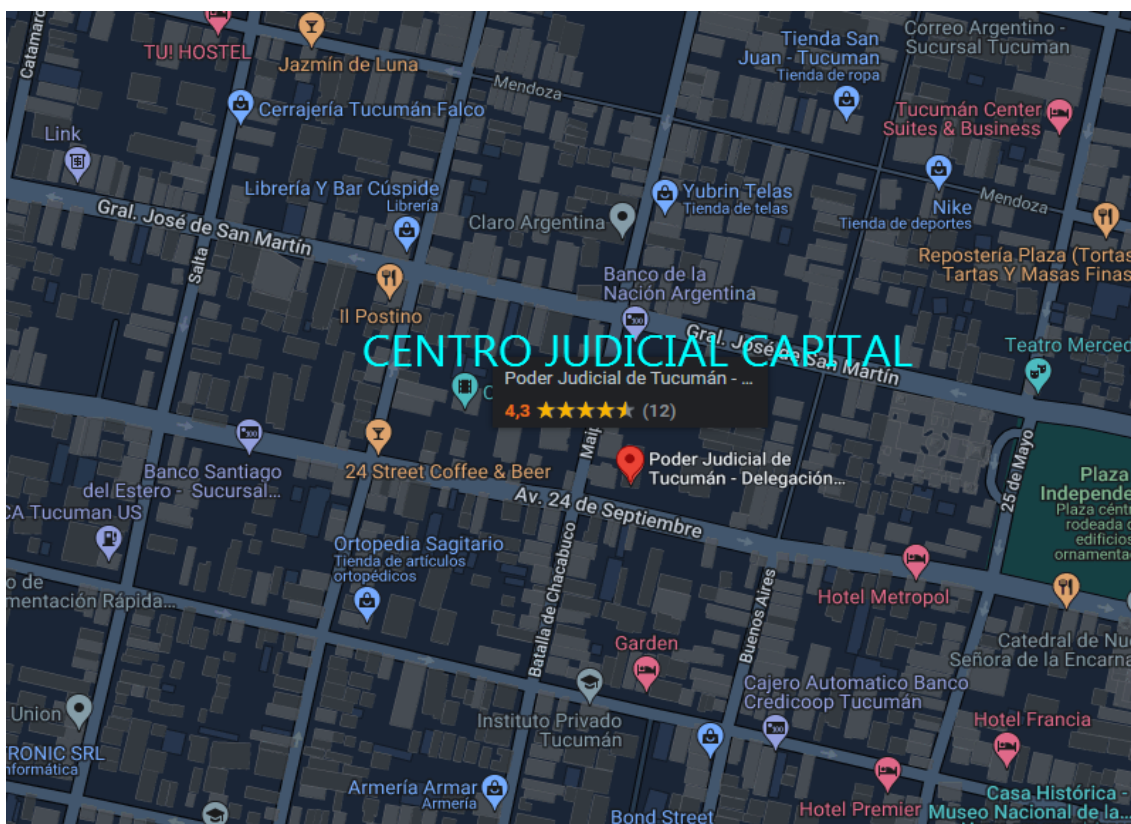 Catamarc
TU! HOSTEL
Jazmín de Luna
Mendoza
Tienda San
Juan - Tucuman
Tienda de ropa
Correo Argentino -
Sucursal Tucuman
Cerrajería Tucumán Falco
Tucumán Center
Suites & Business
Link
Librería Y Bar Cúspide
Librería
Claro Argentina
Yubrin Telas
Tienda de telas
Nike
Tienda de deportes
Mendoza
Gral. José de San Martín
Salta
Repostería Plaza (Tortas
Tartas Y Masas Finas
Banco de la
Nación Argentina
Il Postino
Gral. José de San Martín
CENTRO JUDICIAL CAPITAL
Teatro Merced
Poder Judicial de Tucumán - ...
4,3 (12)
C
Maip
Poder Judicial de
Tucumán - Delegación...
Banco Santiago
del Estero - Sucursal...
24 Street Coffee & Beer
Av. 24 de Septiembre
25 de Mayo
Plaza
Independe
Plaza céntr
rodeada d
edificios
ornamentad
CA Tucuman US
Ortopedia Sagitario
Tienda de artículos
ortopédicos
Batalla de Chacabuco
Buenos Aires
Hotel Metropol
o de
mentación Rápida...
Garden
Catedral de Nue
Señora de la Encarna
Cajero Automatico Banco
Credicoop Tucumán
Union
Instituto Privado
Tucumán
Hotel Francia
RONIC SRL
nformática
Armería Armar
Armería
Bond Street
Hotel Premier
Casa Histórica -
Museo Nacional de la...